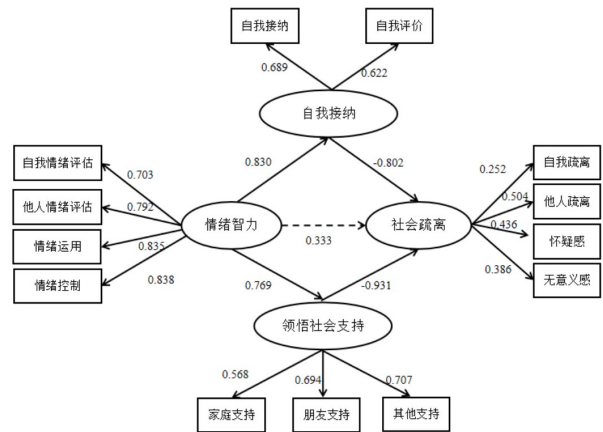 自我接纳
自我评价
0.689
0.622
自我接纳
自我情绪评估
0.703
0.830
-0.802
0.252
自我疏离
他人情绪评估
0.792
0.504
他人疏离
情绪智力
社会疏离
0.333
0.436
情绪运用
0.835
怀疑感
情绪控制
0.838
0.769
-0.931
0.386
无意义感
领悟社会支持
0.568
0.694
0.707
家庭支持
朋友支持
其他支持